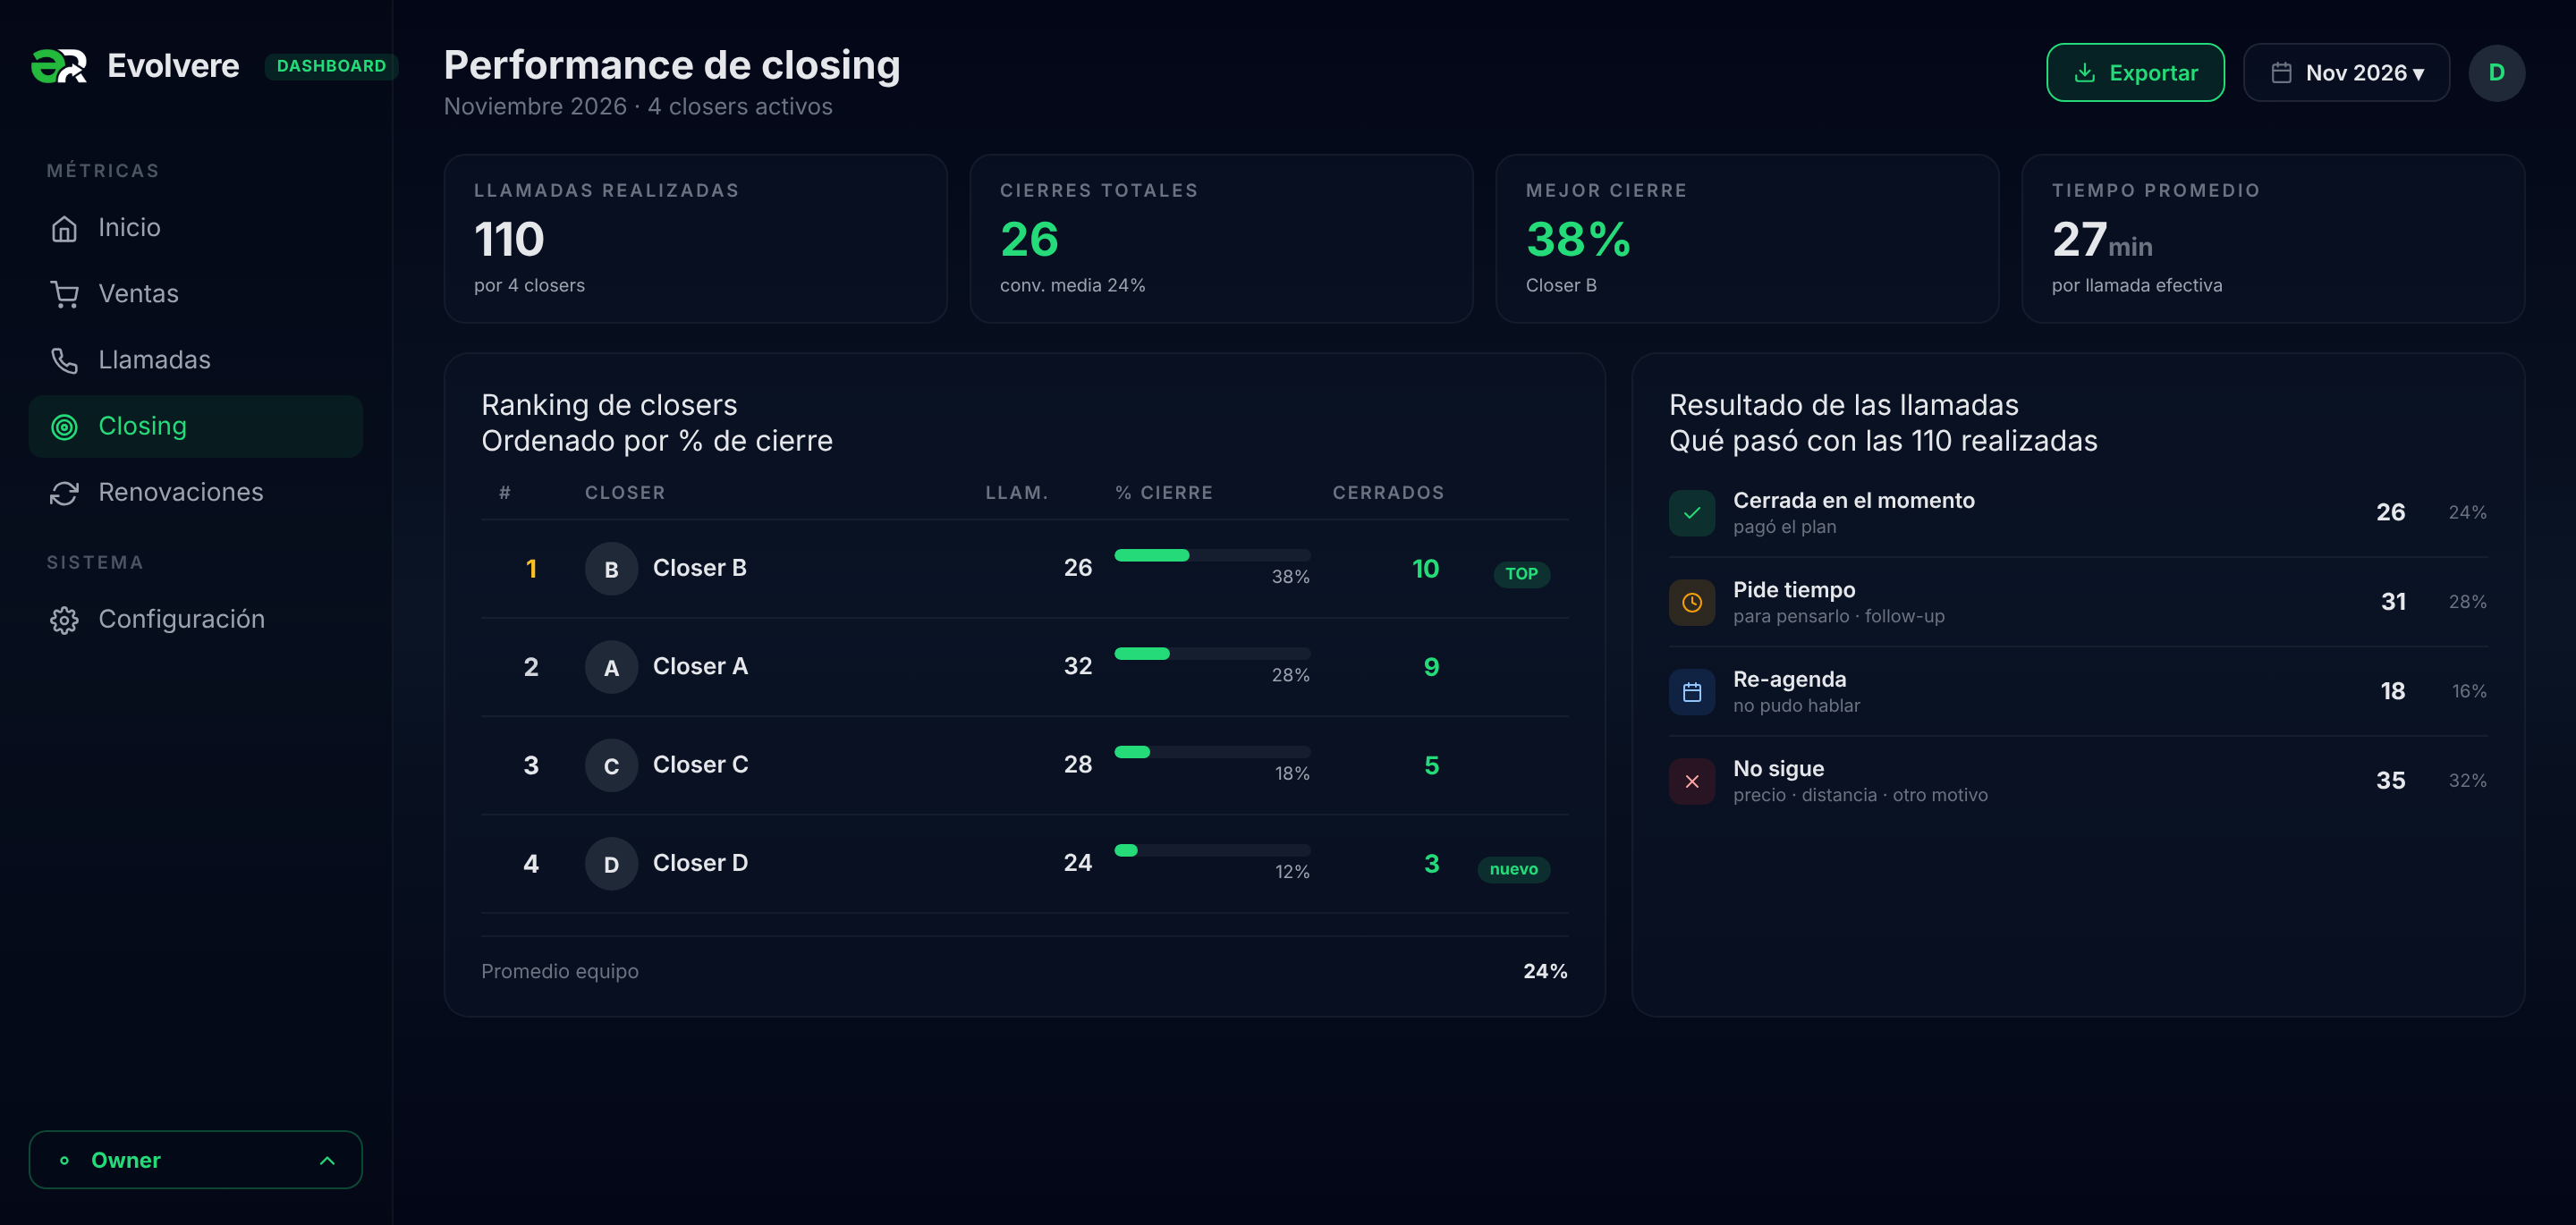 Evolvere
DASHBOARD
MÉTRICAS
Inicio
Ventas
Llamadas
Closing
Renovaciones
SISTEMA
Configuración
Owner
Performance de closing
Noviembre 2026 · 4 closers activos
Exportar
Nov 2026 ▾
D
LLAMADAS REALIZADAS
110
por 4 closers
CIERRES TOTALES
26
conv. media 24%
MEJOR CIERRE
38%
Closer B
TIEMPO PROMEDIO
27min
por llamada efectiva
Ranking de closers
Ordenado por % de cierre
# CLOSER LLAM. % CIERRE CERRADOS
1 B Closer B 26 38% 10 TOP
2 A Closer A 32 28% 9
3 C Closer C 28 18% 5
4 D Closer D 24 12% 3 nuevo
Promedio equipo 24%
Resultado de las llamadas
Qué pasó con las 110 realizadas
Cerrada en el momento 26 24%
pagó el plan
Pide tiempo 31 28%
para pensarlo · follow-up
Re-agenda 18 16%
no pudo hablar
No sigue 35 32%
precio · distancia · otro motivo